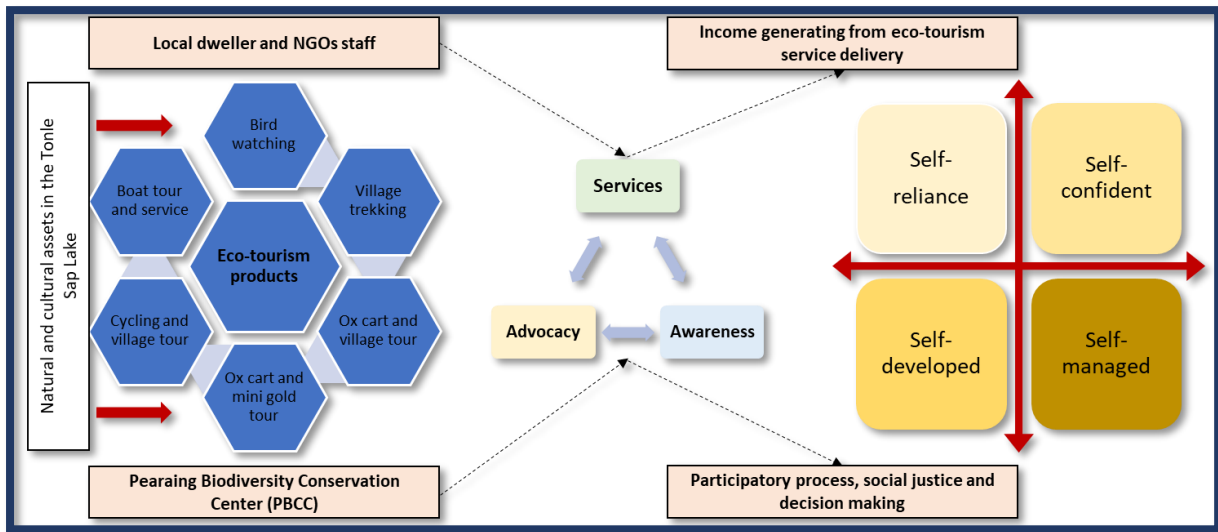 Local dweller and NGOs staff
Income generating from eco-tourism
service delivery
Natural and cultural assets in the Tonle
Sap Lake
Bird
watching
Boat tour
and service
Village
trekking
Eco-tourism
products
Cycling and
village tour
Ox cart and
village tour
Ox cart and
mini gold
tour
Services
Advocacy
Awareness
Self-
reliance
Self-
confident
Self-
developed
Self-
managed
Pearaing Biodiversity Conservation
Center (PBCC)
Participatory process, social justice and
decision making